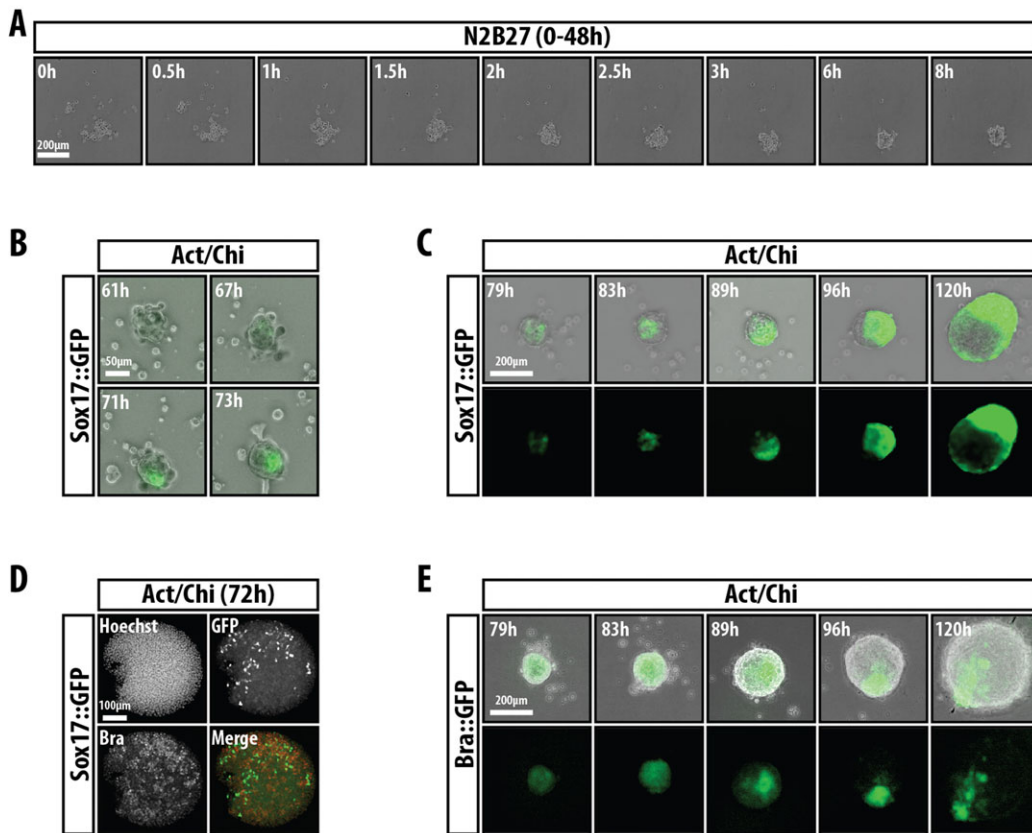 A
N2B27 (0-48h)
0h 0.5h 1h 1.5h 2h 2.5h 3h 6h 8h
200μm
B
Act/Chi
Sox17::GFP
61h 67h
50μm
71h 73h
C
Act/Chi
Sox17::GFP
79h 83h 89h 96h 120h
200μm
D
Act/Chi (72h)
Sox17::GFP
Hoechst GFP
100μm
Bra Merge
E
Act/Chi
Bra::GFP
79h 83h 89h 96h 120h
200μm